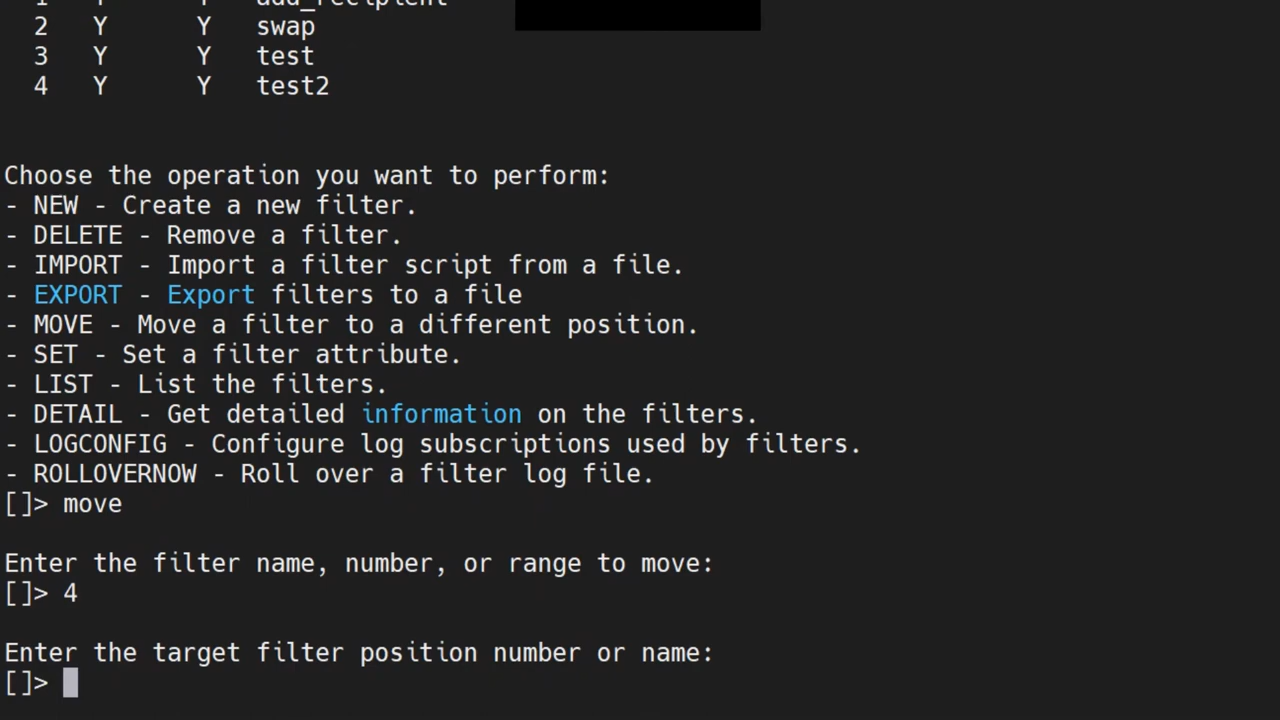 1 Y Y add_recipient
2 Y Y swap
3 Y Y test
4 Y Y test2
Choose the operation you want to perform:
- NEW - Create a new filter.
- DELETE - Remove a filter.
- IMPORT - Import a filter script from a file.
- EXPORT - Export filters to a file
- MOVE - Move a filter to a different position.
- SET - Set a filter attribute.
- LIST - List the filters.
- DETAIL - Get detailed information on the filters.
- LOGCONFIG - Configure log subscriptions used by filters.
- ROLLOVERNOW - Roll over a filter log file.
[]> move
Enter the filter name, number, or range to move:
[]> 4
Enter the target filter position number or name:
[]>